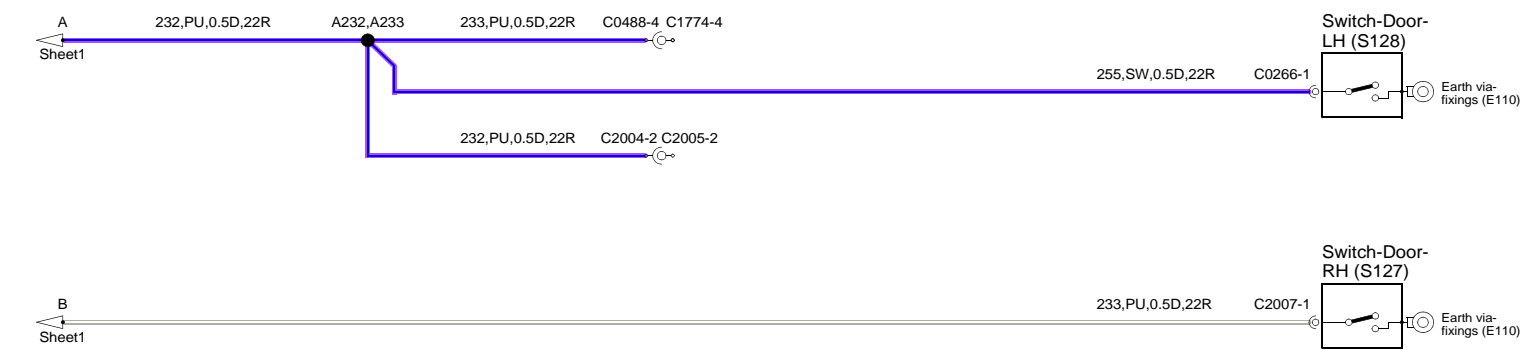 A
232,PU,0.5D,22R
A232,A233
233,PU,0.5D,22R
C0488-4 C1774-4
Sheet1
Switch-Door-
LH (S128)
255,SW,0.5D,22R
C0266-1
Earth via-
fixings (E110)
232,PU,0.5D,22R
C2004-2 C2005-2
Switch-Door-
RH (S127)
B
233,PU,0.5D,22R
C2007-1
Sheet1
Earth via-
fixings (E110)